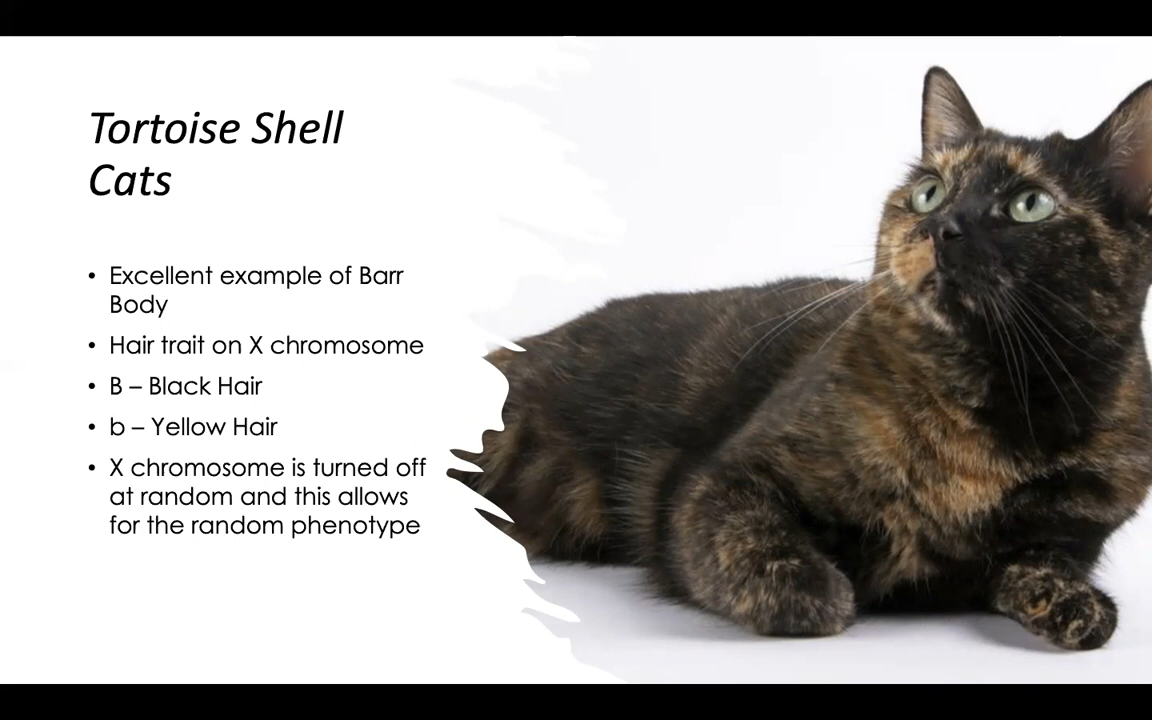 Tortoise Shell
Cats
• Excellent example of Barr
Body
• Hair trait on X chromosome
• B – Black Hair
• b – Yellow Hair
• X chromosome is turned off
at random and this allows
for the random phenotype